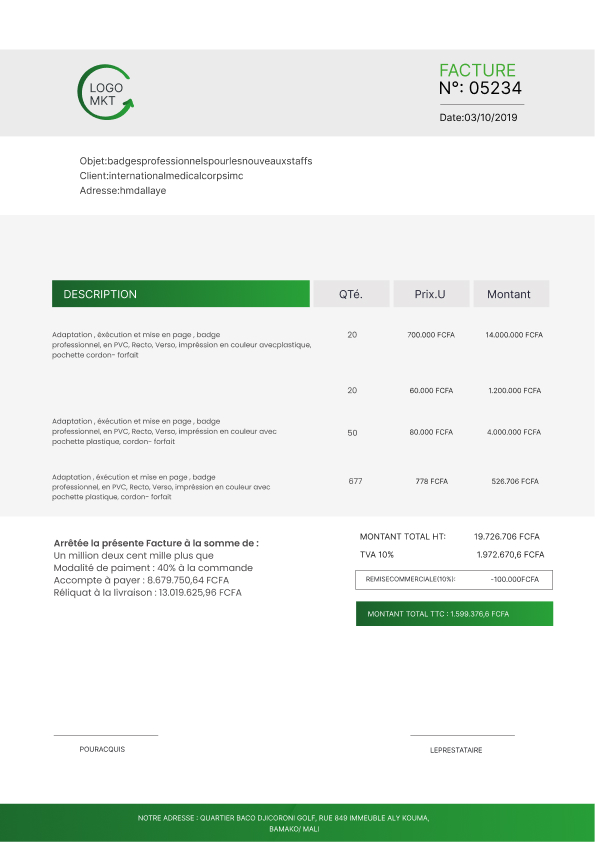 LOGO
MKT
FACTURE
N°: 05234
Date:03/10/2019
Objet:badgesprofessionnelspourlesnouveauxstaffs
Client:internationalmedicalcorpsimc
Adresse:hmdallaye
DESCRIPTION QTé. Prix.U Montant
Adaptation , éxécution et mise en page , badge 20 700.000 FCFA 14.000.000 FCFA
professionnel, en PVC, Recto, Verso, impréssion en couleur avecplastique,
pochette cordon- forfait
20 60.000 FCFA 1.200.000 FCFA
Adaptation , éxécution et mise en page , badge
professionnel, en PVC, Recto, Verso, impréssion en couleur avec 50 80.000 FCFA 4.000.000 FCFA
pochette plastique, cordon- forfait
Adaptation , éxécution et mise en page , badge 677 778 FCFA 526.706 FCFA
professionnel, en PVC, Recto, Verso, impréssion en couleur avec
pochette plastique, cordon- forfait
Arrêtée la présente Facture à la somme de :
Un million deux cent mille plus que
Modalité de paiment : 40% à la commande
Accompte à payer : 8.679.750,64 FCFA
Réliquat à la livraison : 13.019.625,96 FCFA
MONTANT TOTAL HT: 19.726.706 FCFA
TVA 10% 1.972.670,6 FCFA
REMISECOMMERCIALE(10%): -100.000FCFA
MONTANT TOTAL TTC : 1.599.376,6 FCFA
POURACQUIS LEPRESTATAIRE
NOTRE ADRESSE : QUARTIER BACO DJICORONI GOLF, RUE 849 IMMEUBLE ALY KOUMA,
BAMAKO/ MALI